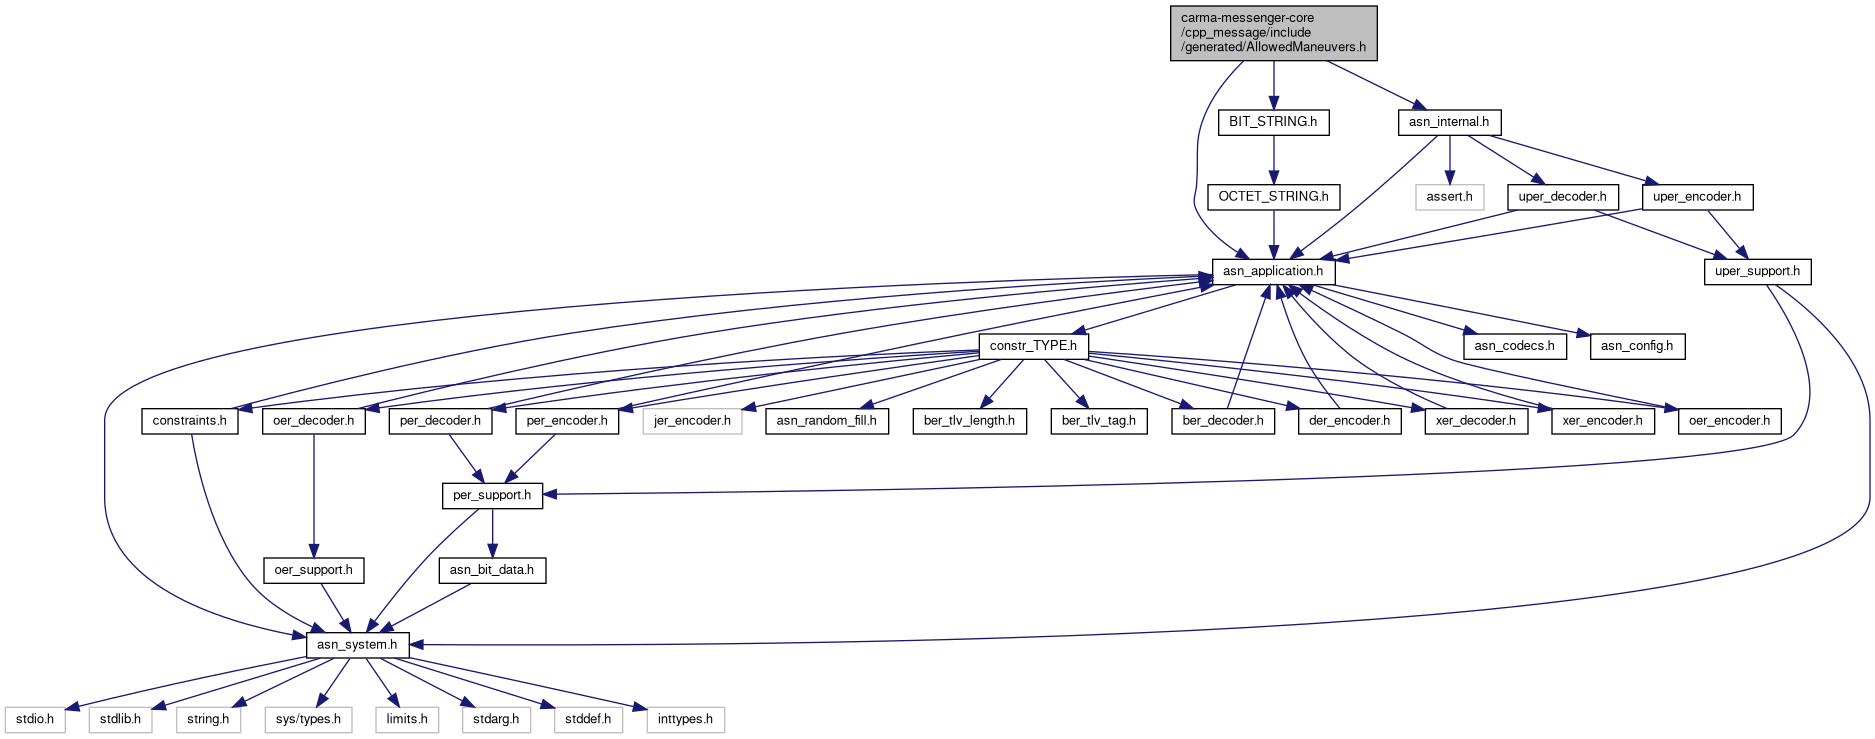 carma-messenger-core
/cpp_message/include
/generated/AllowedManeuvers.h
BIT_STRING.h
asn_internal.h
OCTET_STRING.h
assert.h
uper_decoder.h
uper_encoder.h
asn_application.h
uper_support.h
constr_TYPE.h
asn_codecs.h
asn_config.h
constraints.h
oer_decoder.h
per_decoder.h
per_encoder.h
jer_encoder.h
asn_random_fill.h
ber_tlv_length.h
ber_tlv_tag.h
ber_decoder.h
der_encoder.h
xer_decoder.h
xer_encoder.h
oer_encoder.h
per_support.h
oer_support.h
asn_bit_data.h
asn_system.h
stdio.h
stdlib.h
string.h
sys/types.h
limits.h
stdarg.h
stddef.h
inttypes.h